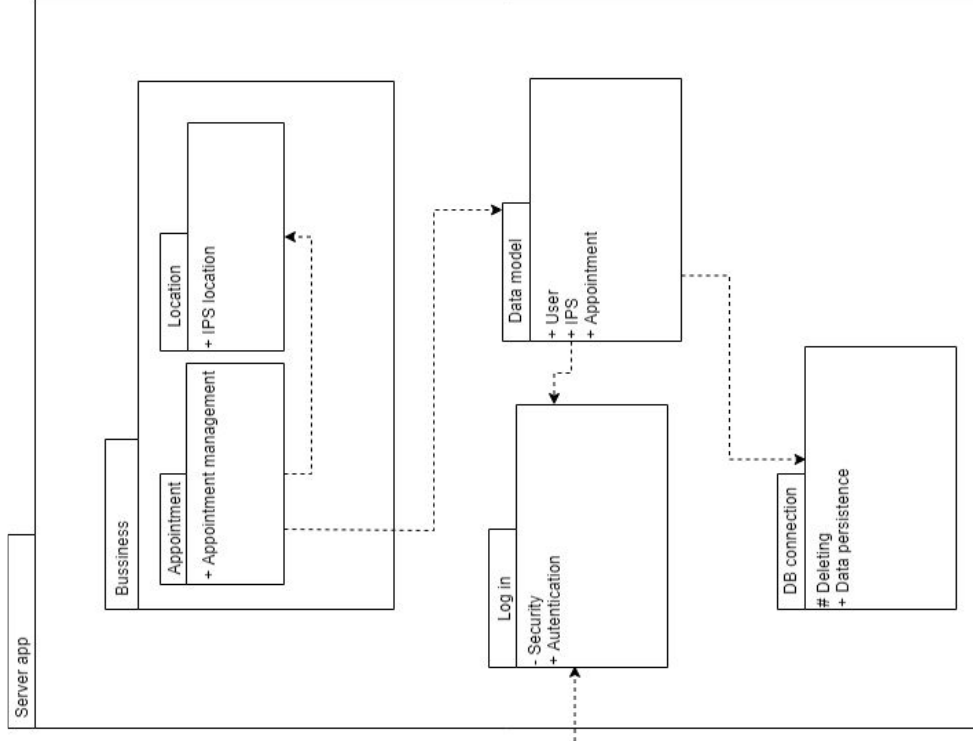 Server app
Bussiness
Appointment
+ Appointment management
Location
+ IPS location
Log in
- Security
+ Autentication
Data model
+ User
+ IPS
+ Appointment
DB connection
# Deleting
+ Data persistence